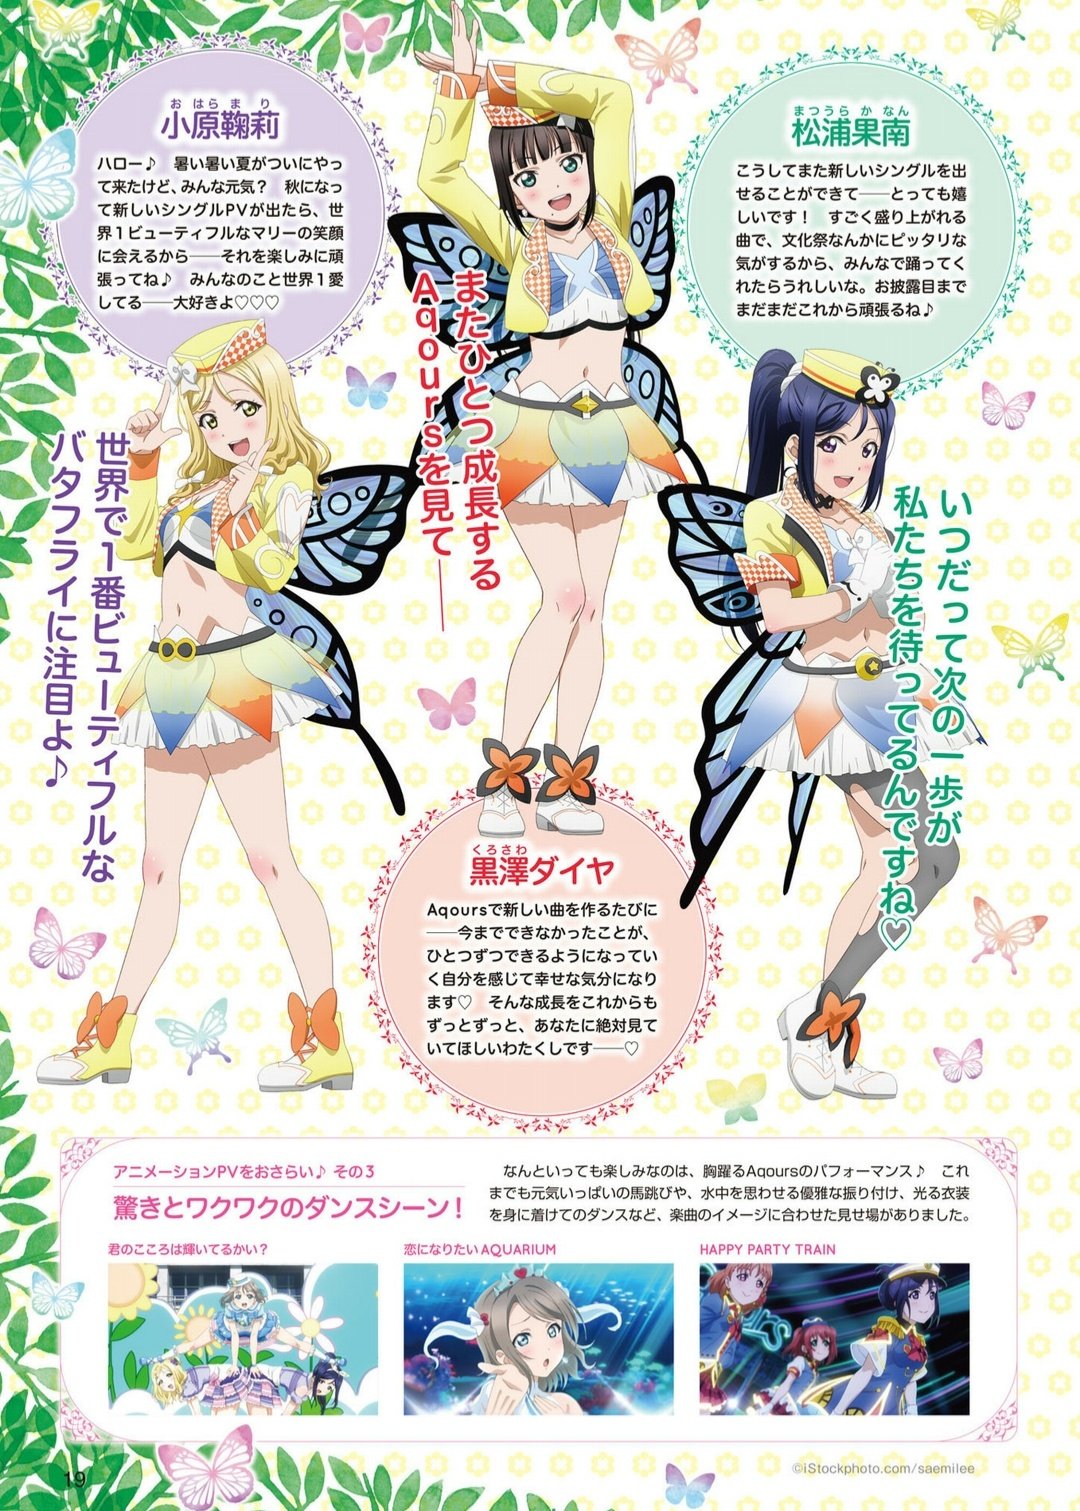 おはら まり
小原鞠莉
ハロー♪　暑い暑い夏がついにやっ
て来たけど、みんな元気？　秋になっ
て新しいシングルPVが出たら、世
界1ビューティフルなマリーの笑顔
に会えるから──それを楽しみに頑
張ってね♪　みんなのこと世界1愛
してる──大好きよ♡♡♡
世界で1番ビューティフルな
バタフライに注目よ♪
またひとつ成長する
Aqoursを見て──
まつうら かなん
松浦果南
こうしてまた新しいシングルを出
せることができて──とっても嬉
しいです！　すごく盛り上がれる
曲で、文化祭なんかにピッタリな
気がするから、みんなで踊ってく
れたらうれしいな。お披露目まで
まだまだこれから頑張るね♪
いつだって次の一歩が
私たちを待ってるんですね♡
くろさわ
黒澤ダイヤ
Aqoursで新しい曲を作るたびに
──今までできなかったことが、
ひとつずつできるようになってい
く自分を感じて幸せな気分になり
ます♡　そんな成長をこれからも
ずっとずっと、あなたに絶対見て
いてほしいわたくしです──♡
アニメーションPVをおさらい♪ その3
驚きとワクワクのダンスシーン！
なんといっても楽しみなのは、胸躍るAqoursのパフォーマンス♪　これ
までも元気いっぱいの馬跳びや、水中を思わせる優雅な振り付け、光る衣装
を身に着けてのダンスなど、楽曲のイメージに合わせた見せ場がありました。
君のこころは輝いてるかい？
恋になりたいAQUARIUM
HAPPY PARTY TRAIN
19
©iStockphoto.com/saemilee